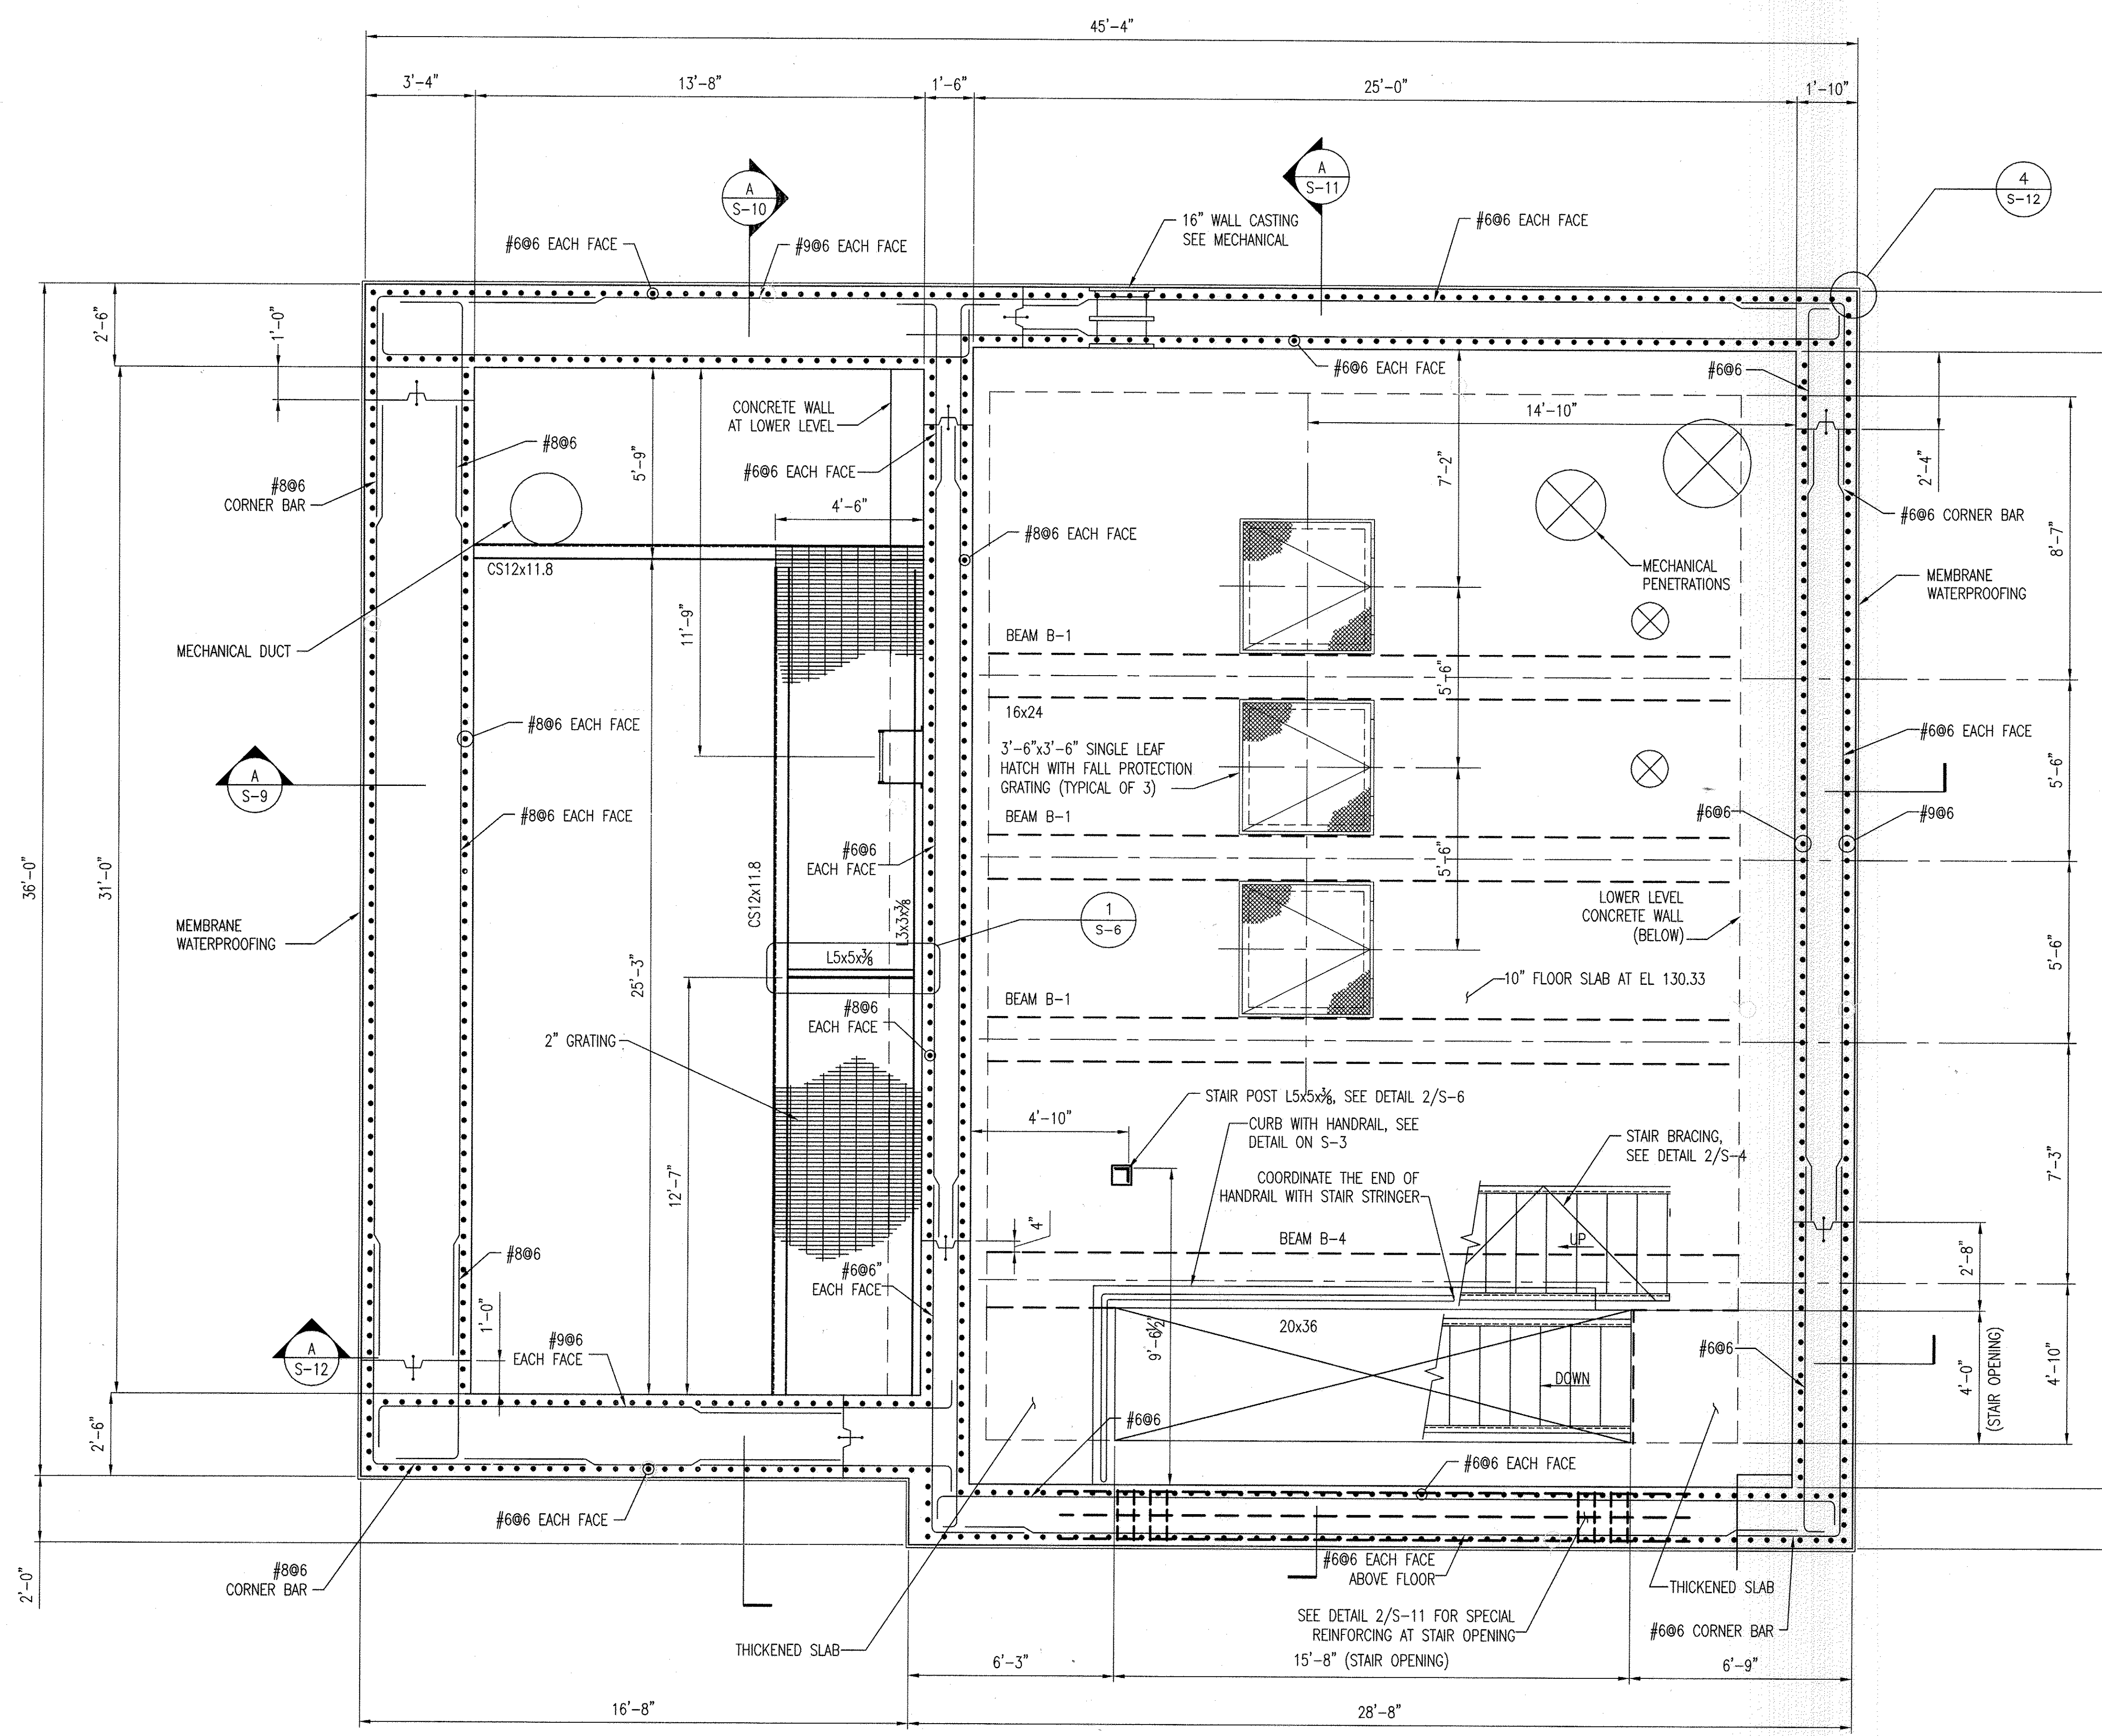 45'-4"
3'-4"
13'-8"
1'-6"
25'-0"
1'-10"
A
S-10
A
S-11
4
S-12
16" WALL CASTING
SEE MECHANICAL
#6@6 EACH FACE
#6@6 EACH FACE
#9@6 EACH FACE
2'-6"
1'-0"
#6@6 EACH FACE
#6@6
CONCRETE WALL
AT LOWER LEVEL
14'-10"
#8@6
5'-9"
#6@6 EACH FACE
7'-2"
2'-4"
#8@6
CORNER BAR
4'-6"
#6@6 CORNER BAR
#8@6 EACH FACE
8'-7"
CS12x11.8
MECHANICAL
PENETRATIONS
MEMBRANE
WATERPROOFING
11'-9"
BEAM B-1
MECHANICAL DUCT
5'-6"
16x24
#8@6 EACH FACE
#6@6 EACH FACE
3'-6"x3'-6" SINGLE LEAF
HATCH WITH FALL PROTECTION
GRATING (TYPICAL OF 3)
5'-6"
A
S-9
#8@6 EACH FACE
BEAM B-1
#6@6
#9@6
36'-0"
31'-0"
#6@6
EACH FACE
5'-6"
CS12x11.8
L3x3x3/8
1
S-6
LOWER LEVEL
CONCRETE WALL
(BELOW)
MEMBRANE
WATERPROOFING
L5x5x3/8
25'-3"
5'-6"
10" FLOOR SLAB AT EL 130.33
BEAM B-1
#8@6
EACH FACE
2" GRATING
STAIR POST L5x5x3/8, SEE DETAIL 2/S-6
4'-10"
CURB WITH HANDRAIL, SEE
DETAIL ON S-3
STAIR BRACING,
SEE DETAIL 2/S-4
7'-3"
12'-7"
COORDINATE THE END OF
HANDRAIL WITH STAIR STRINGER
4"
BEAM B-4
UP
#8@6
2'-8"
#6@6"
EACH FACE
1'-0"
9'-6½"
20x36
#9@6
EACH FACE
A
S-12
#6@6
DOWN
4'-0"
(STAIR OPENING)
4'-10"
2'-6"
#6@6
#6@6 EACH FACE
#6@6 EACH FACE
2'-0"
#8@6
CORNER BAR
#6@6 EACH FACE
ABOVE FLOOR
THICKENED SLAB
SEE DETAIL 2/S-11 FOR SPECIAL
REINFORCING AT STAIR OPENING
#6@6 CORNER BAR
THICKENED SLAB
6'-3"
15'-8" (STAIR OPENING)
6'-9"
16'-8"
28'-8"